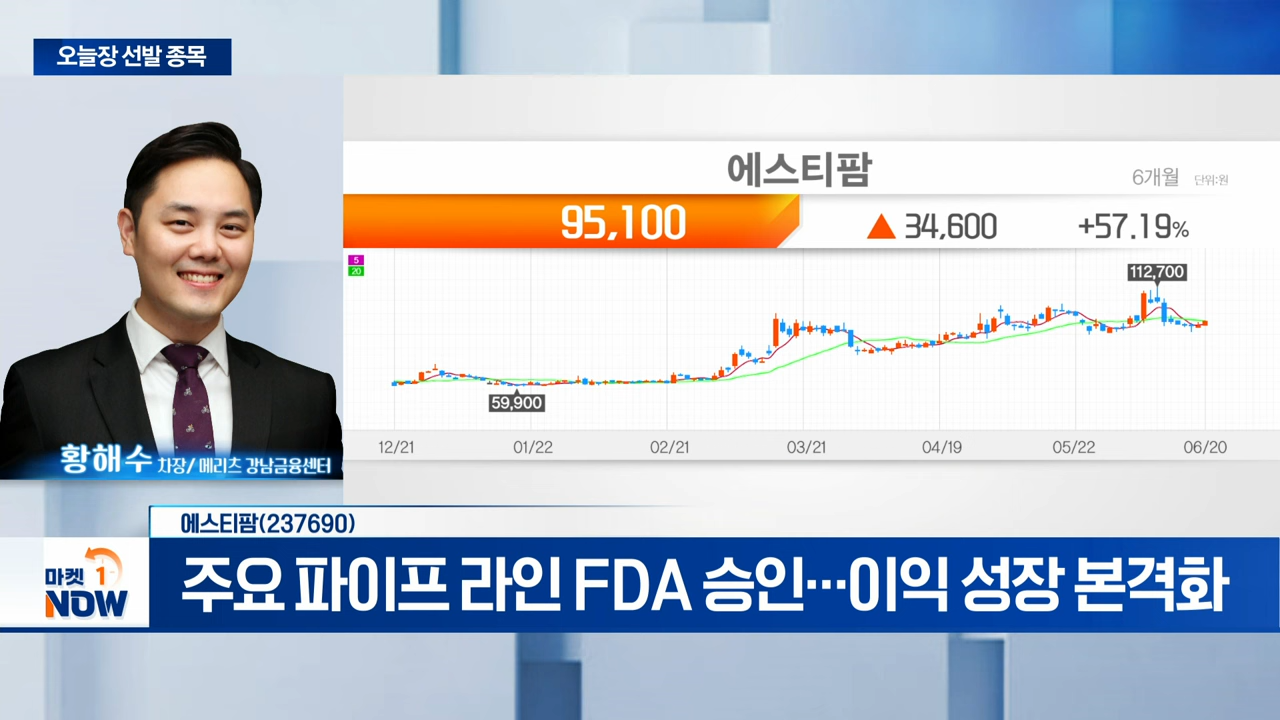 오늘장 선발 종목
에스티팜
6개월 단위:원
95,100 ▲ 34,600 +57.19%
5
20
112,700
59,900
12/21 01/22 02/21 03/21 04/19 05/22 06/20
황해수 차장/ 메리츠 강남금융센터
에스티팜(237690)
마켓 1
NOW
주요 파이프 라인 FDA 승인…이익 성장 본격화